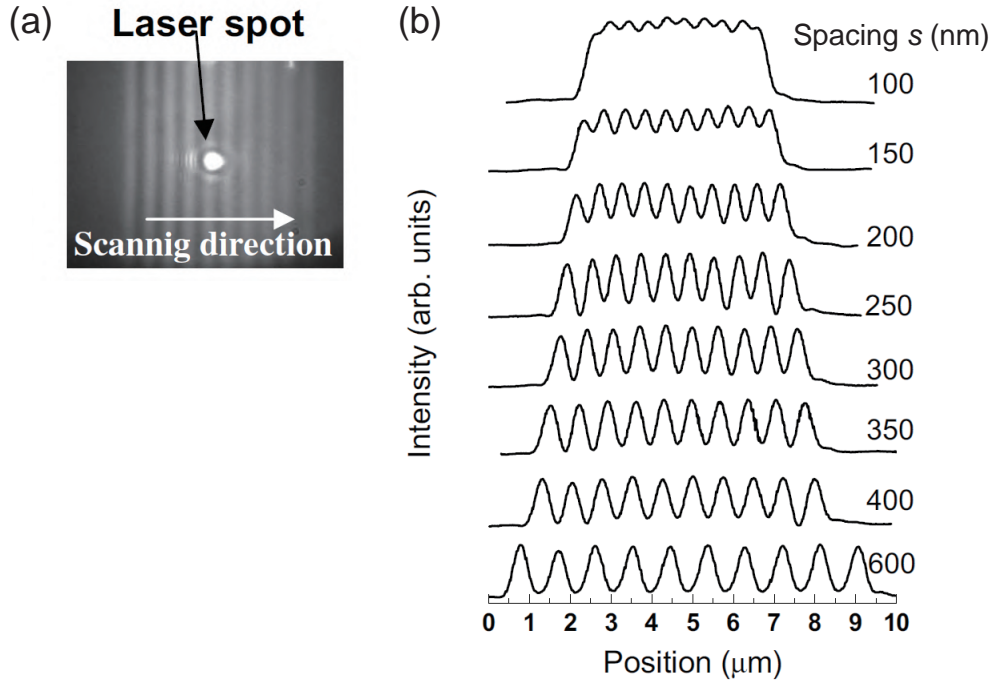 (a)
Laser spot
Scannig direction
(b)
Spacing s (nm)
100
150
200
250
300
350
400
600
Intensity (arb. units)
0 1 2 3 4 5 6 7 8 9 10
Position (μm)